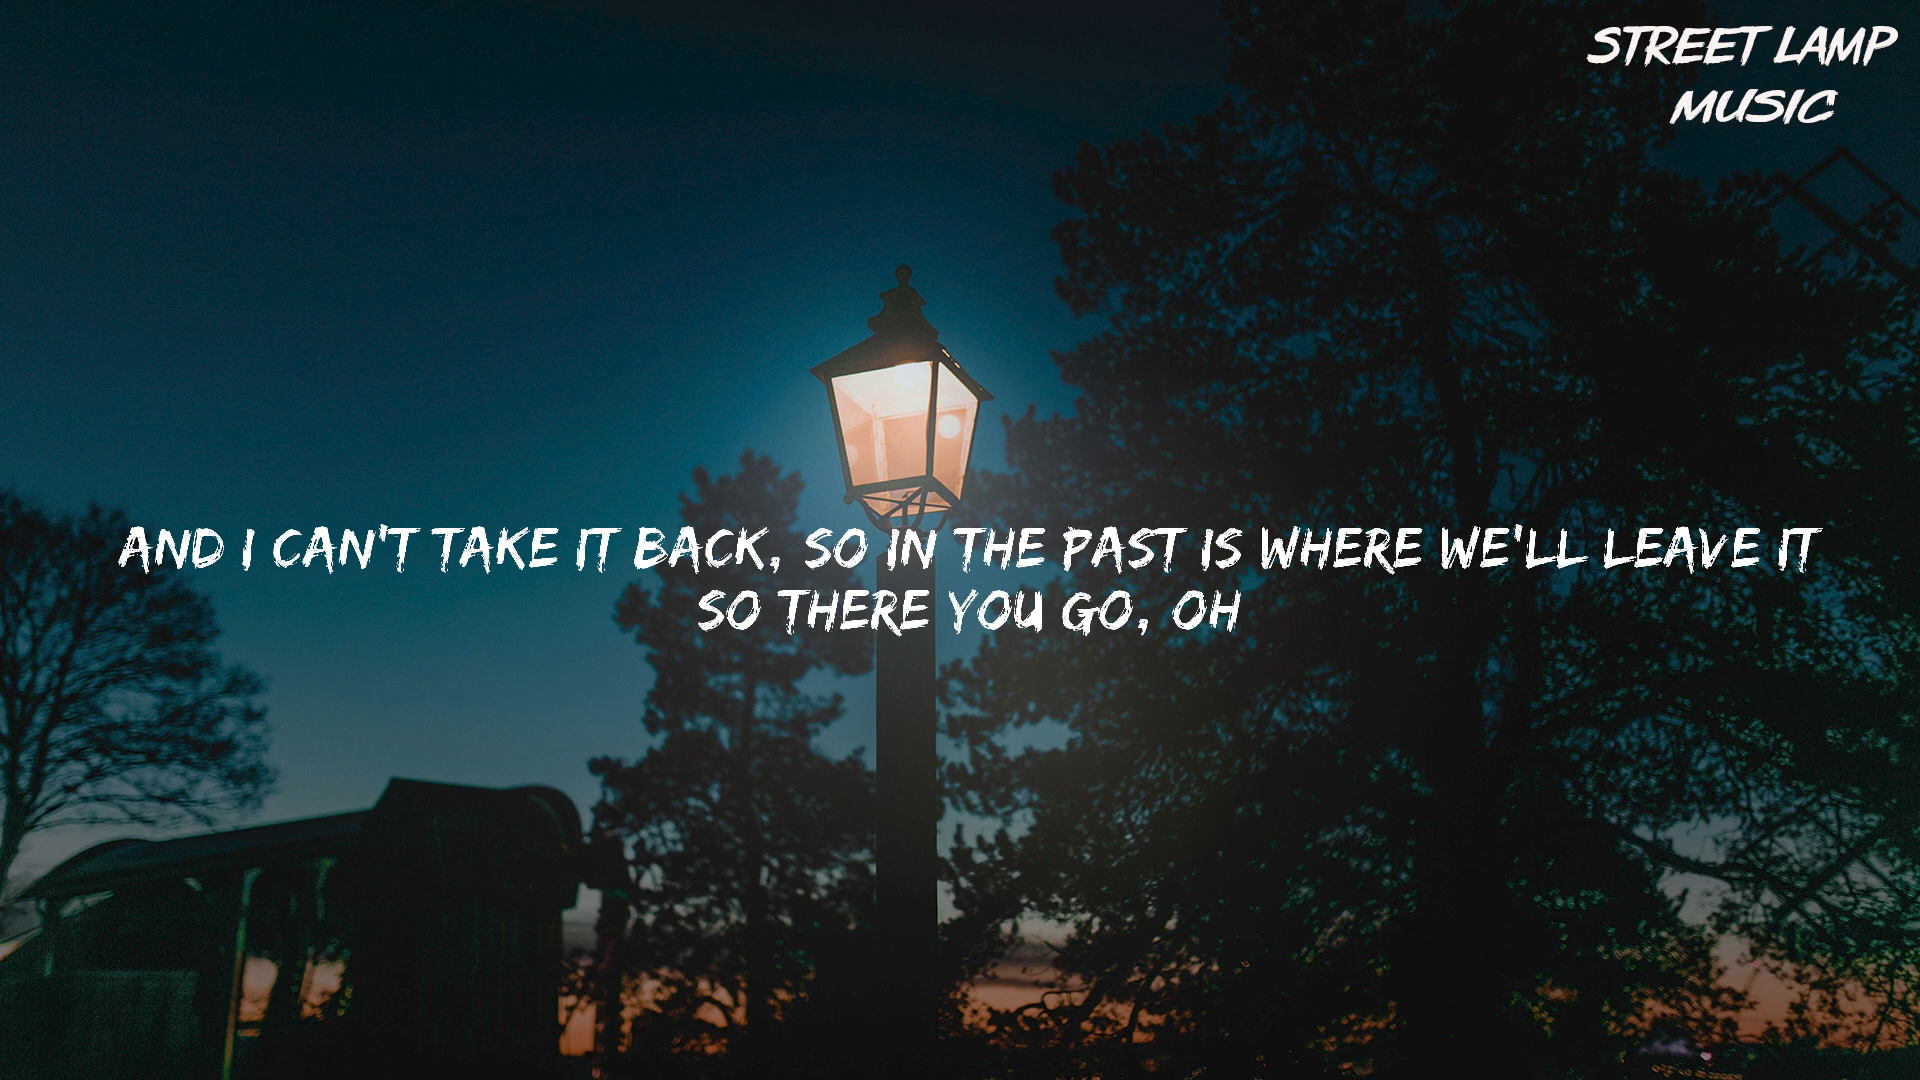 STREET LAMP
MUSIC
AND I CAN'T TAKE IT BACK, SO IN THE PAST IS WHERE WE'LL LEAVE IT
SO THERE YOU GO, OH